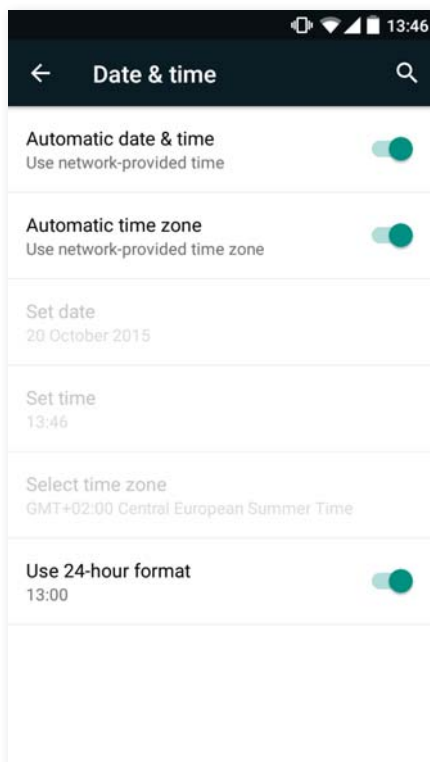 13:46
Date & time
Automatic date & time
Use network-provided time
Automatic time zone
Use network-provided time zone
Set date
20 October 2015
Set time
13:46
Select time zone
GMT+02:00 Central European Summer Time
Use 24-hour format
13:00